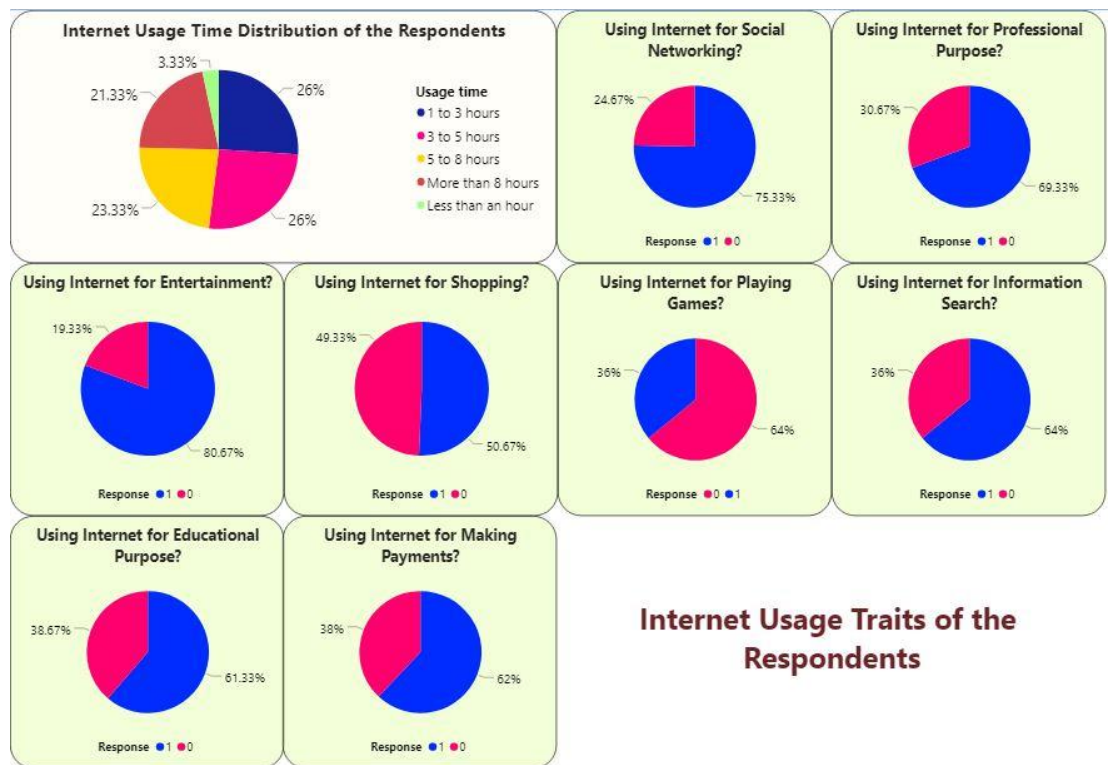 Internet Usage Time Distribution of the Respondents
3.33%
26%
21.33%
23.33%
26%
Usage time
1 to 3 hours
3 to 5 hours
5 to 8 hours
More than 8 hours
Less than an hour
Using Internet for Social
Networking?
24.67%
75.33%
Response 1 0
Using Internet for Professional
Purpose?
30.67%
69.33%
Response 1 0
Using Internet for Entertainment?
19.33%
80.67%
Response 1 0
Using Internet for Shopping?
49.33%
50.67%
Response 1 0
Using Internet for Playing
Games?
36%
64%
Response 0 1
Using Internet for Information
Search?
36%
64%
Response 1 0
Using Internet for Educational
Purpose?
38.67%
61.33%
Response 1 0
Using Internet for Making
Payments?
38%
62%
Response 1 0
Internet Usage Traits of the
Respondents